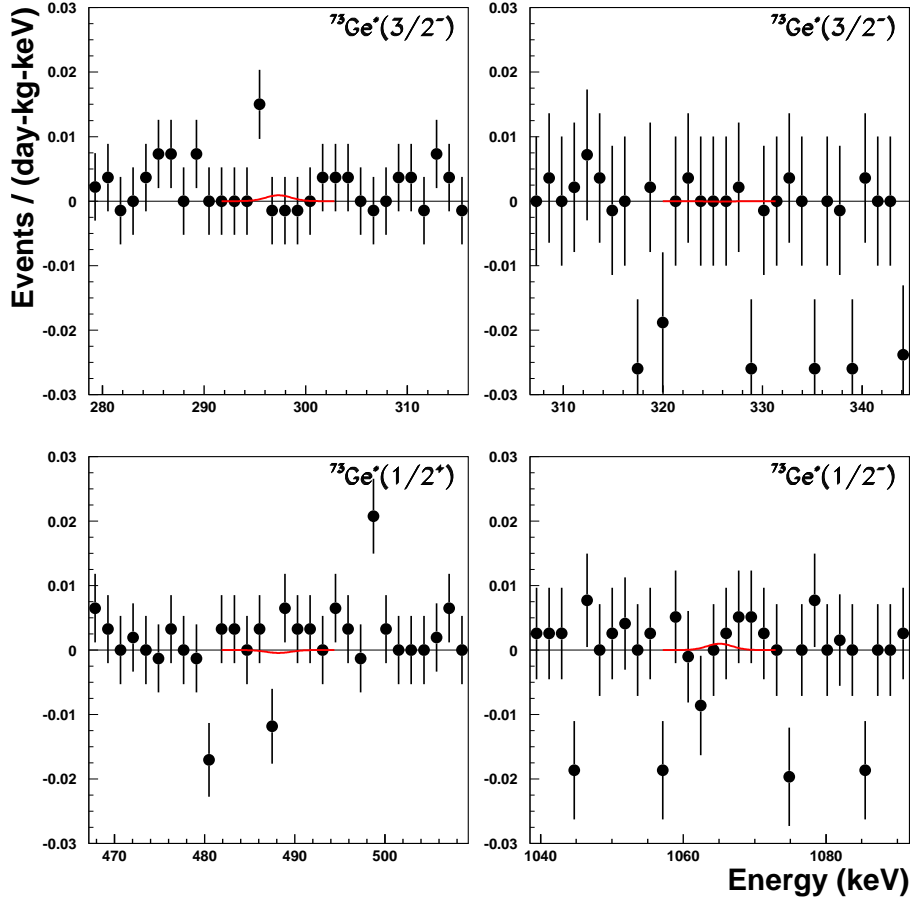 Events / (day-kg-keV)
⁷³Ge*(3/2⁻)
0.03
0.02
0.01
0
-0.01
-0.02
-0.03
280 290 300 310
⁷³Ge*(3/2⁻)
0.03
0.02
0.01
0
-0.01
-0.02
-0.03
310 320 330 340
⁷³Ge*(1/2⁺)
0.03
0.02
0.01
0
-0.01
-0.02
-0.03
470 480 490 500
⁷³Ge*(1/2⁻)
0.03
0.02
0.01
0
-0.01
-0.02
-0.03
1040 1060 1080
Energy (keV)